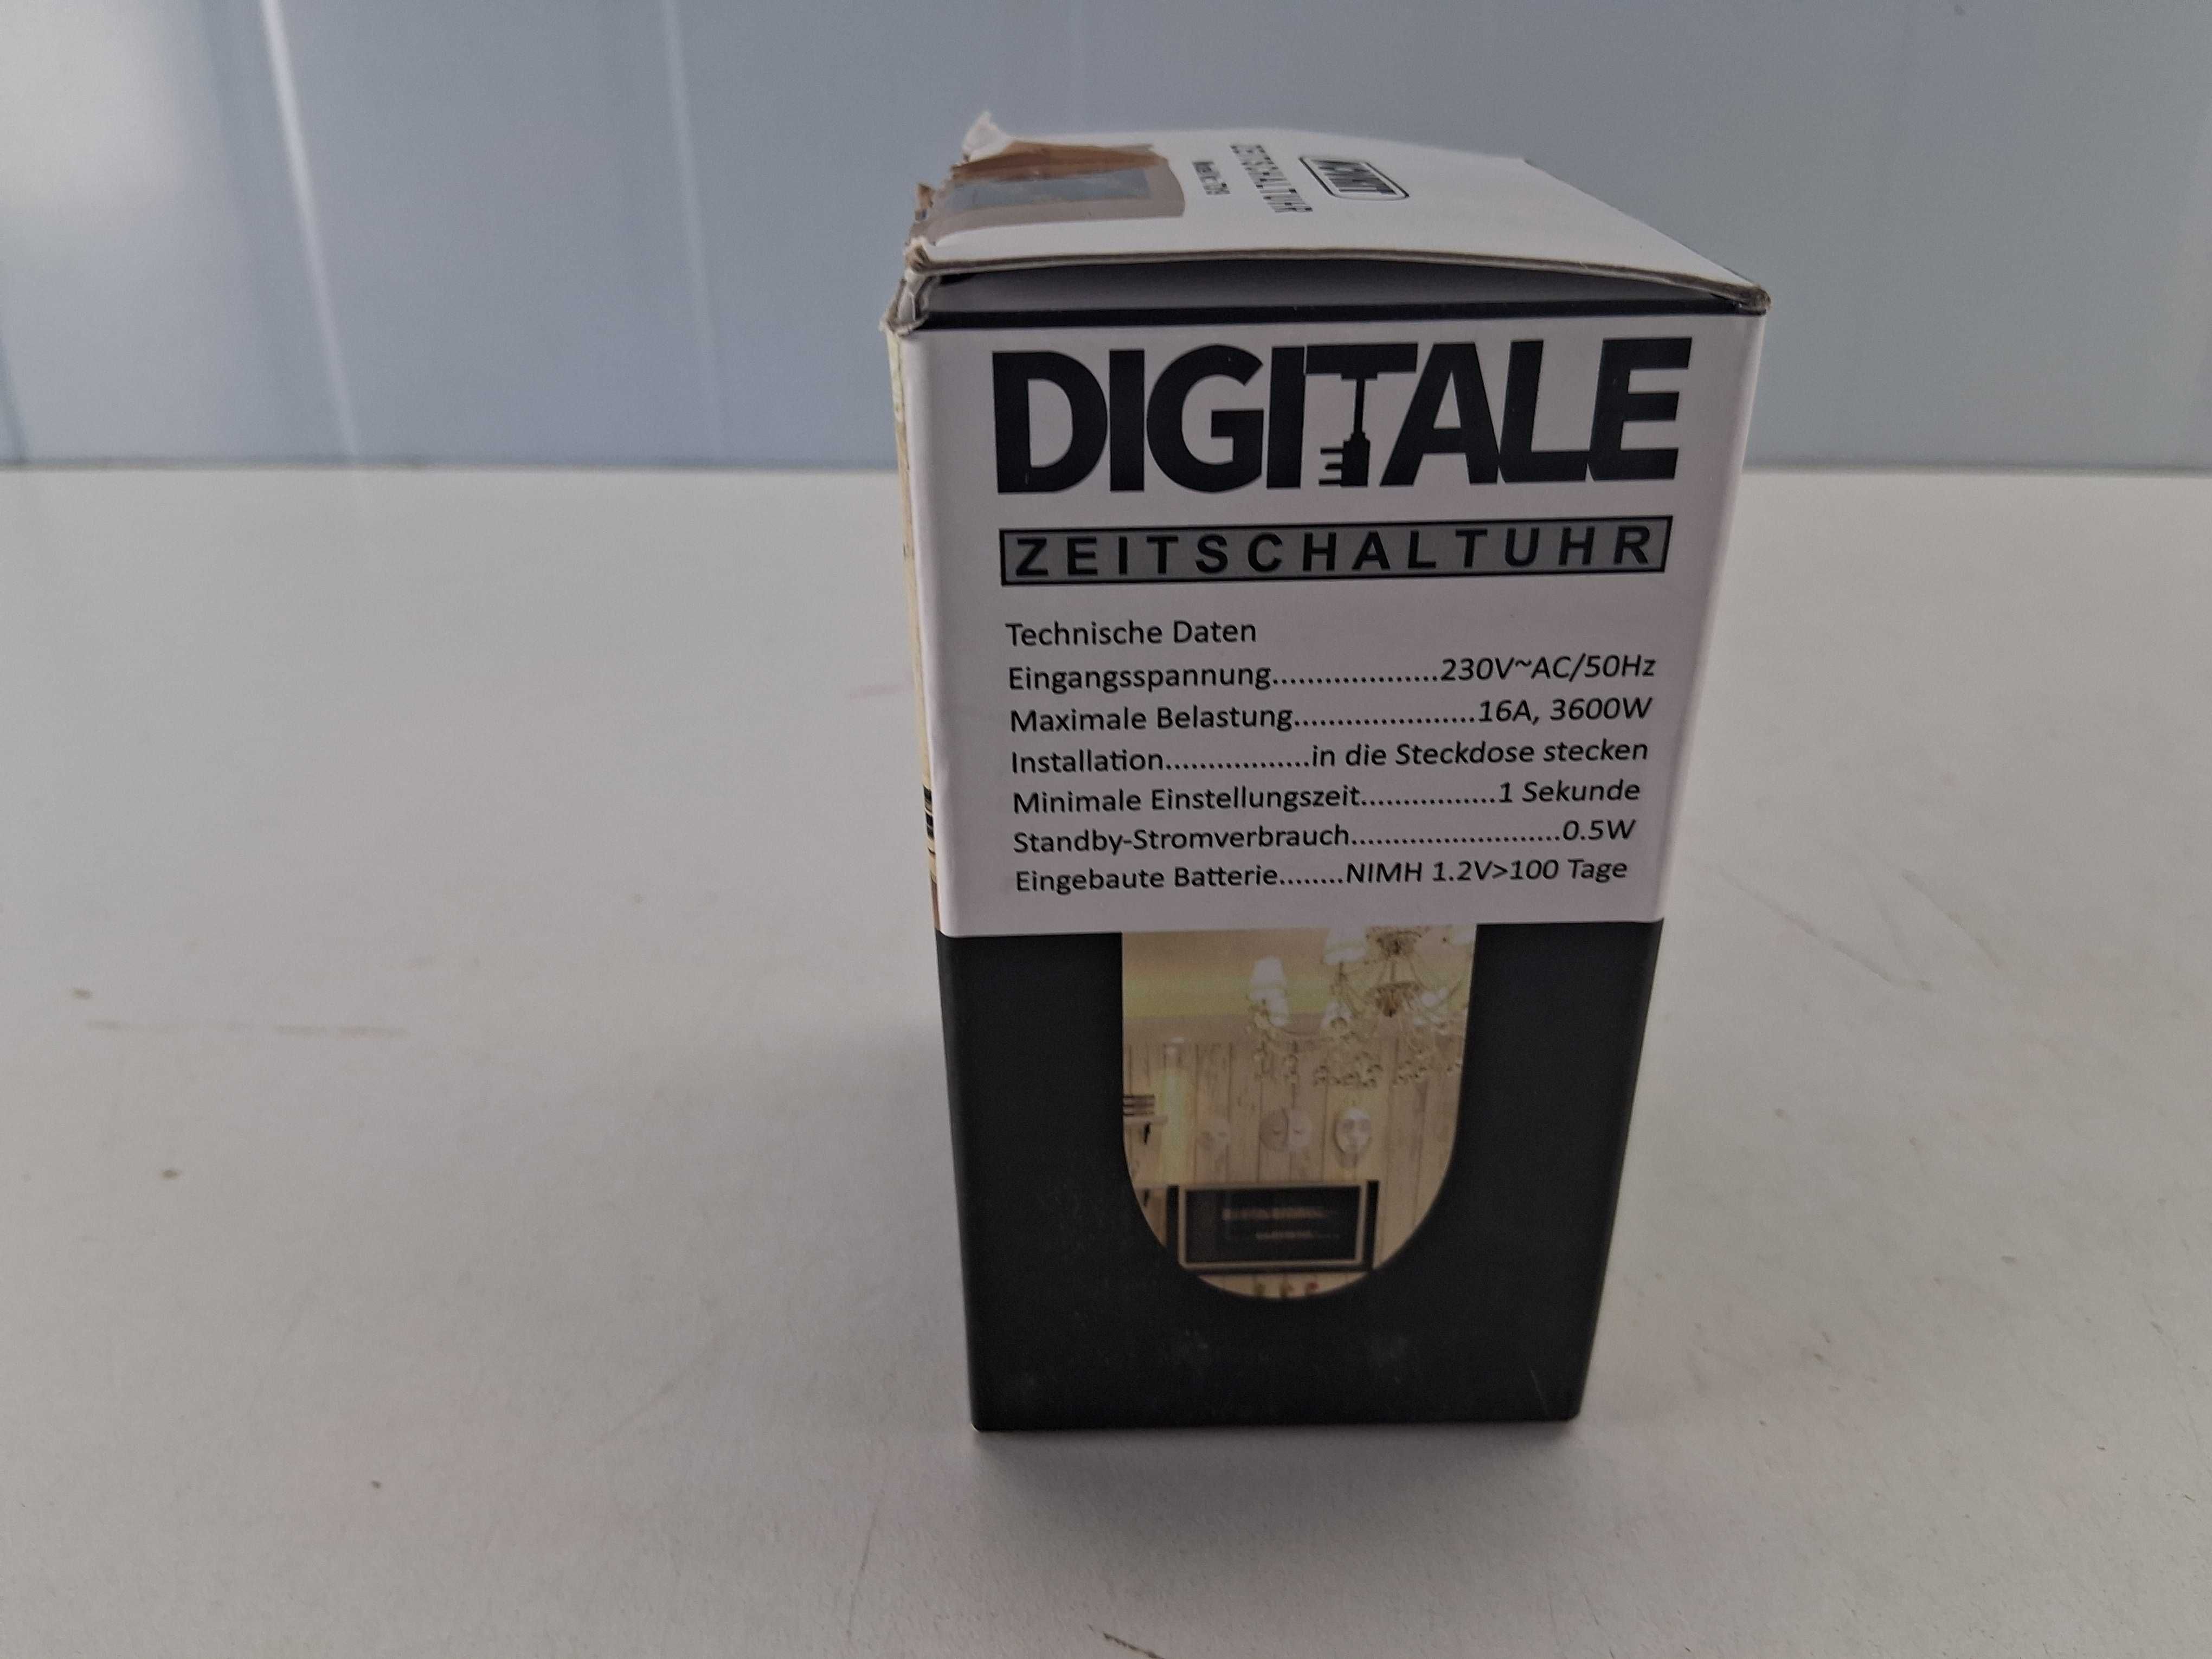 ZEITSCHALTUHR
DIGITALE
ZEITSCHALTUHR
Technische Daten
Eingangsspannung...................230V~AC/50Hz
Maximale Belastung.....................16A, 3600W
Installation.................in die Steckdose stecken
Minimale Einstellungszeit................1 Sekunde
Standby-Stromverbrauch........................0.5W
Eingebaute Batterie........NIMH 1.2V>100 Tage